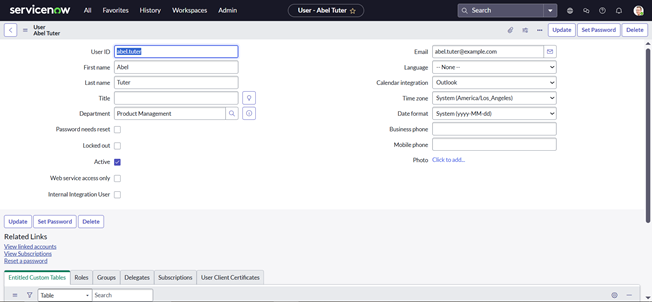 servicenow All Favorites History Workspaces Admin User - Abel Tuter Search
User
Abel Tuter
Update Set Password Delete
User ID abel.tuter Email abel.tuter@example.com
First name Abel Language -- None --
Last name Tuter Calendar integration Outlook
Title Time zone System (America/Los_Angeles)
Department Product Management Date format System (yyyy-MM-dd)
Password needs reset Business phone
Locked out Mobile phone
Active Photo Click to add...
Web service access only
Internal Integration User
Update Set Password Delete
Related Links
View linked accounts
View Subscriptions
Reset a password
Entitled Custom Tables Roles Groups Delegates Subscriptions User Client Certificates
Table Search